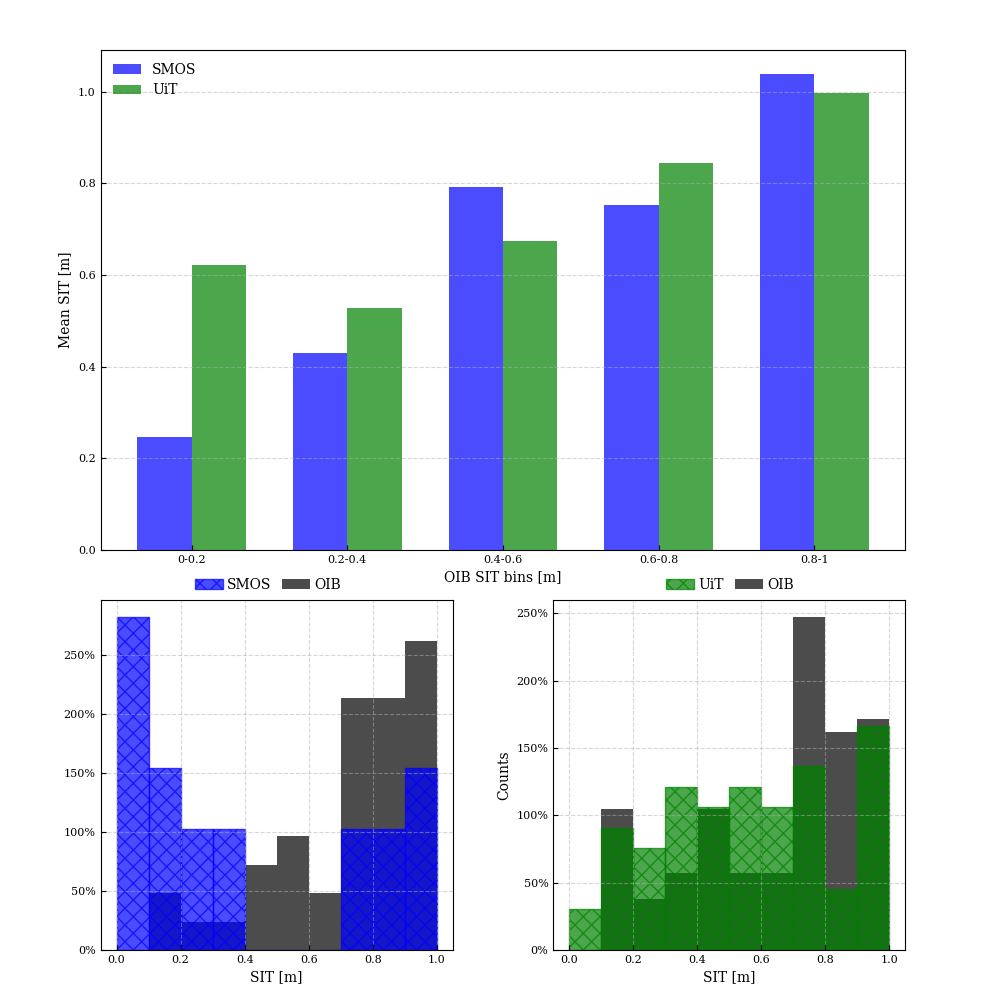 SMOS
UiT
1.0
0.8
0.6
0.4
0.2
0.0
Mean SIT [m]
0-0.2 0.2-0.4 0.4-0.6 0.6-0.8 0.8-1
OIB SIT bins [m]
SMOS OIB
250%
200%
150%
100%
50%
0%
0.0 0.2 0.4 0.6 0.8 1.0
SIT [m]
UiT OIB
250%
200%
150%
100%
50%
0%
Counts
0.0 0.2 0.4 0.6 0.8 1.0
SIT [m]